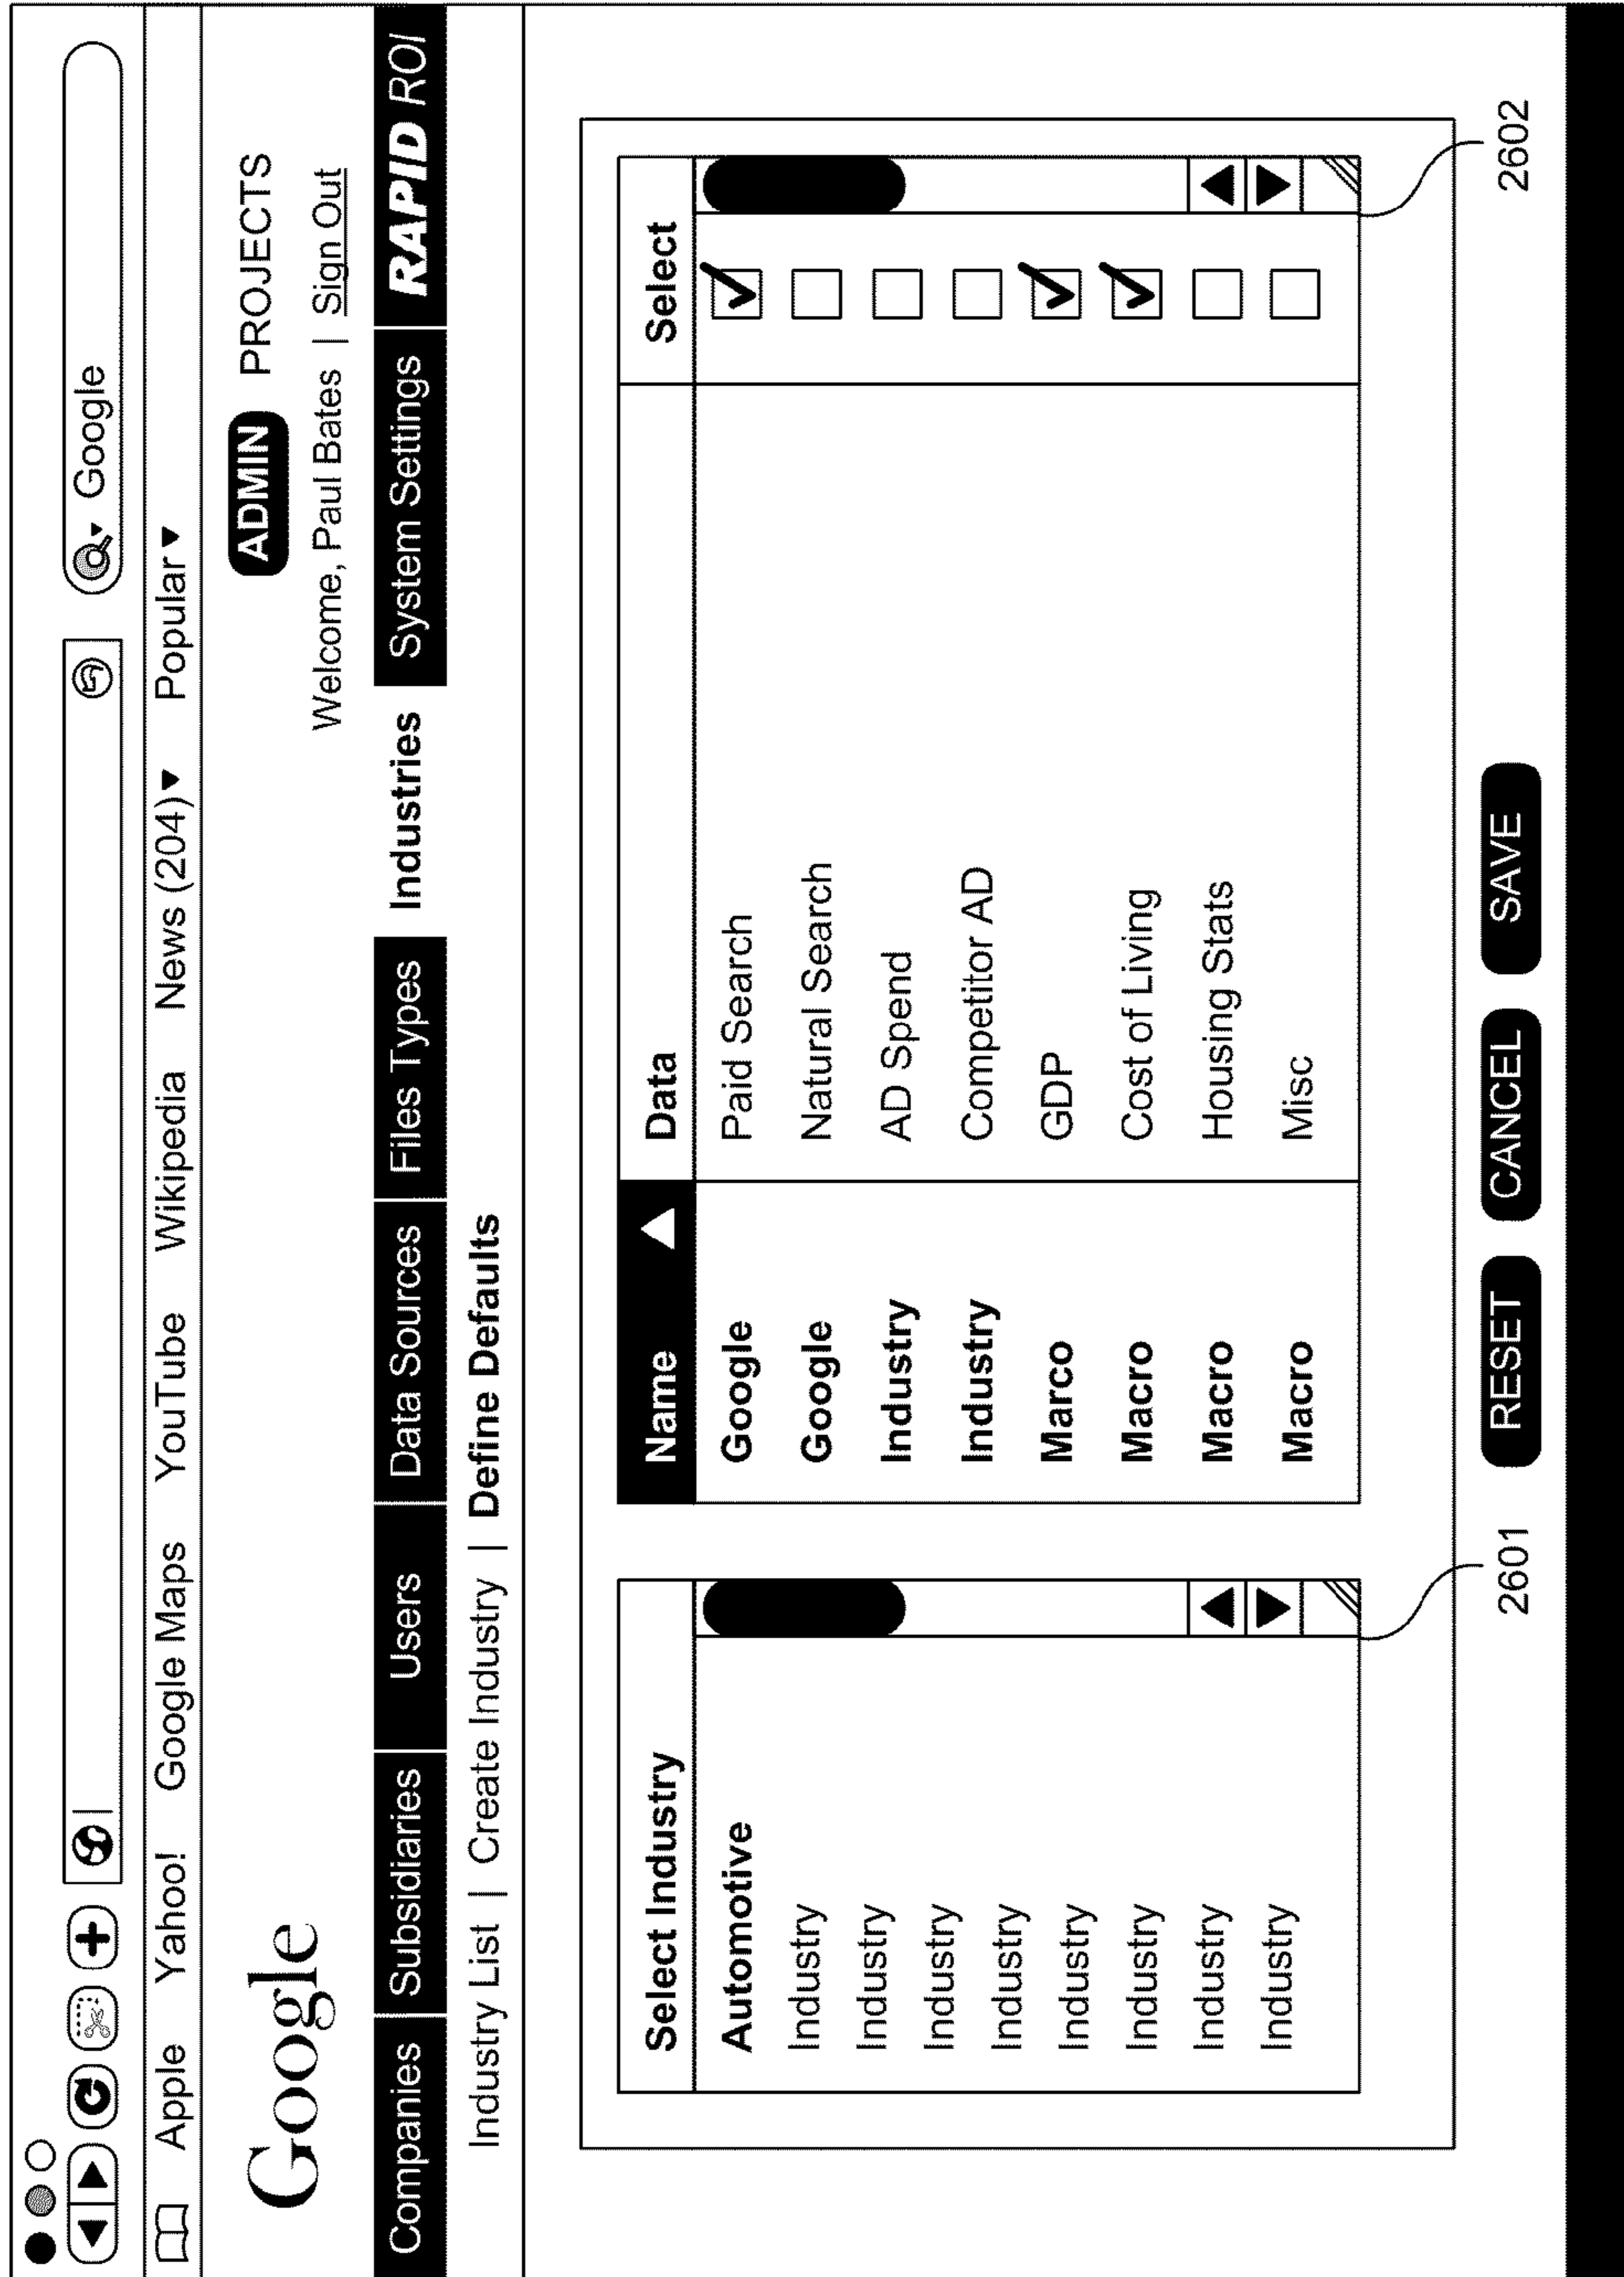 Google
Apple Yahoo! Google Maps YouTube Wikipedia News (204) Popular
ADMIN PROJECTS
Google
Welcome, Paul Bates | Sign Out
Companies Subsidiaries Users Data Sources Files Types Industries System Settings RAPID ROI
Industry List | Create Industry | Define Defaults
Select Industry
Automotive
Industry
Industry
Industry
Industry
Industry
Industry
Industry
Industry
2601
Name Data Select
Google Paid Search
Google Natural Search
Industry AD Spend
Industry Competitor AD
Marco GDP
Macro Cost of Living
Macro Housing Stats
Macro Misc
2602
RESET CANCEL SAVE